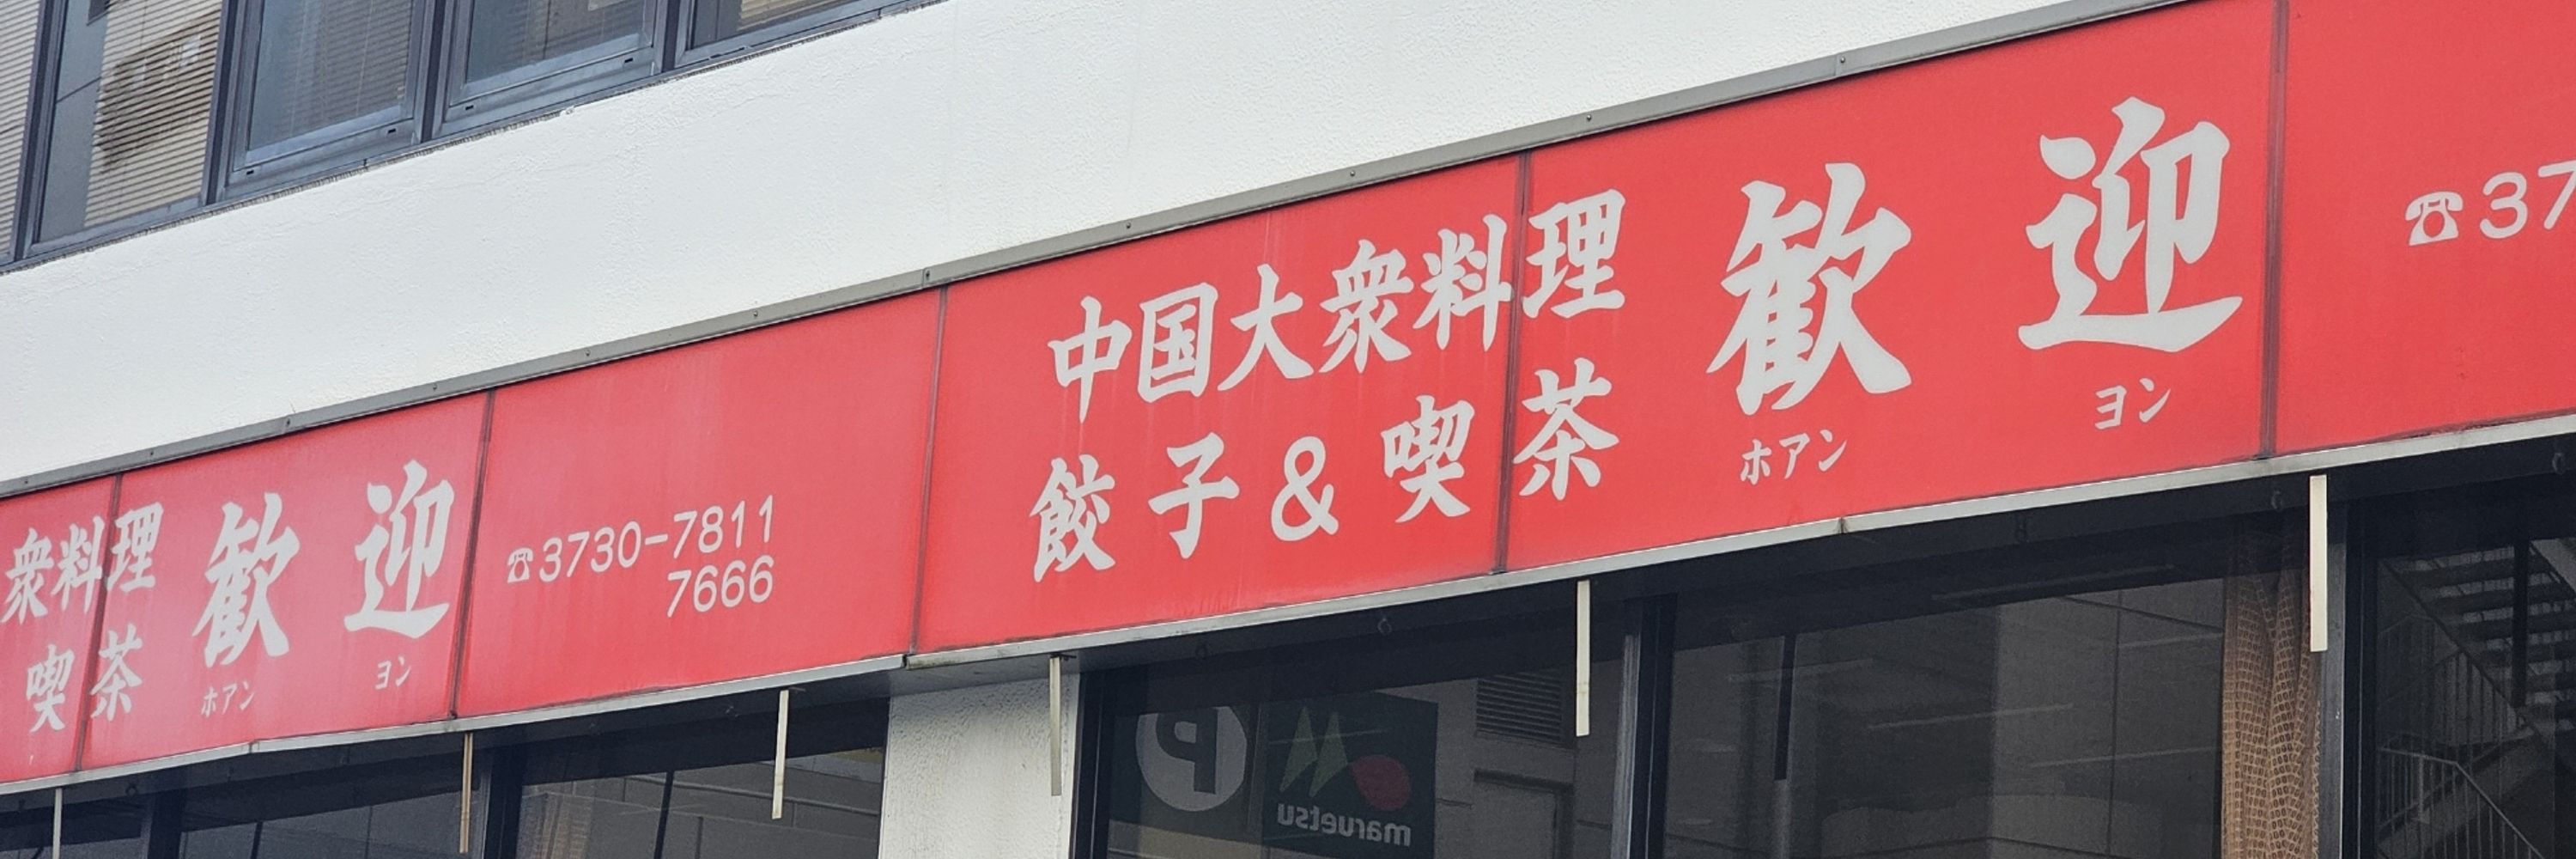 衆料理
喫茶
歓迎
ホアン ヨン
☎3730-7811
7666
中国大衆料理
餃子&喫茶
歓迎
ホアン ヨン
☎37
P
maruetsu